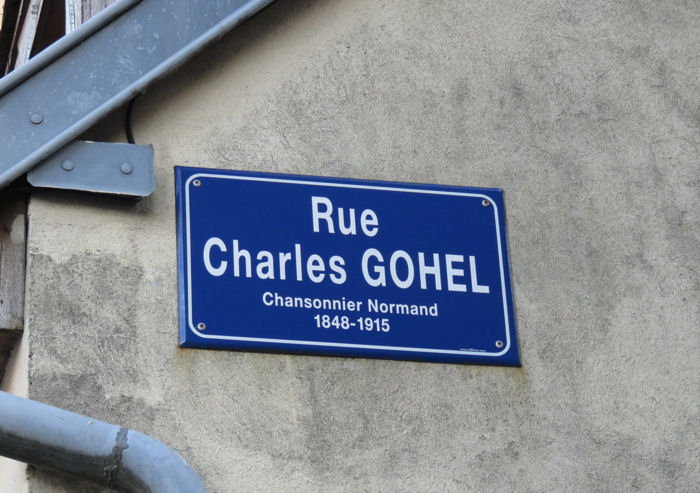 Rue
Charles GOHEL
Chansonnier Normand
1848-1915